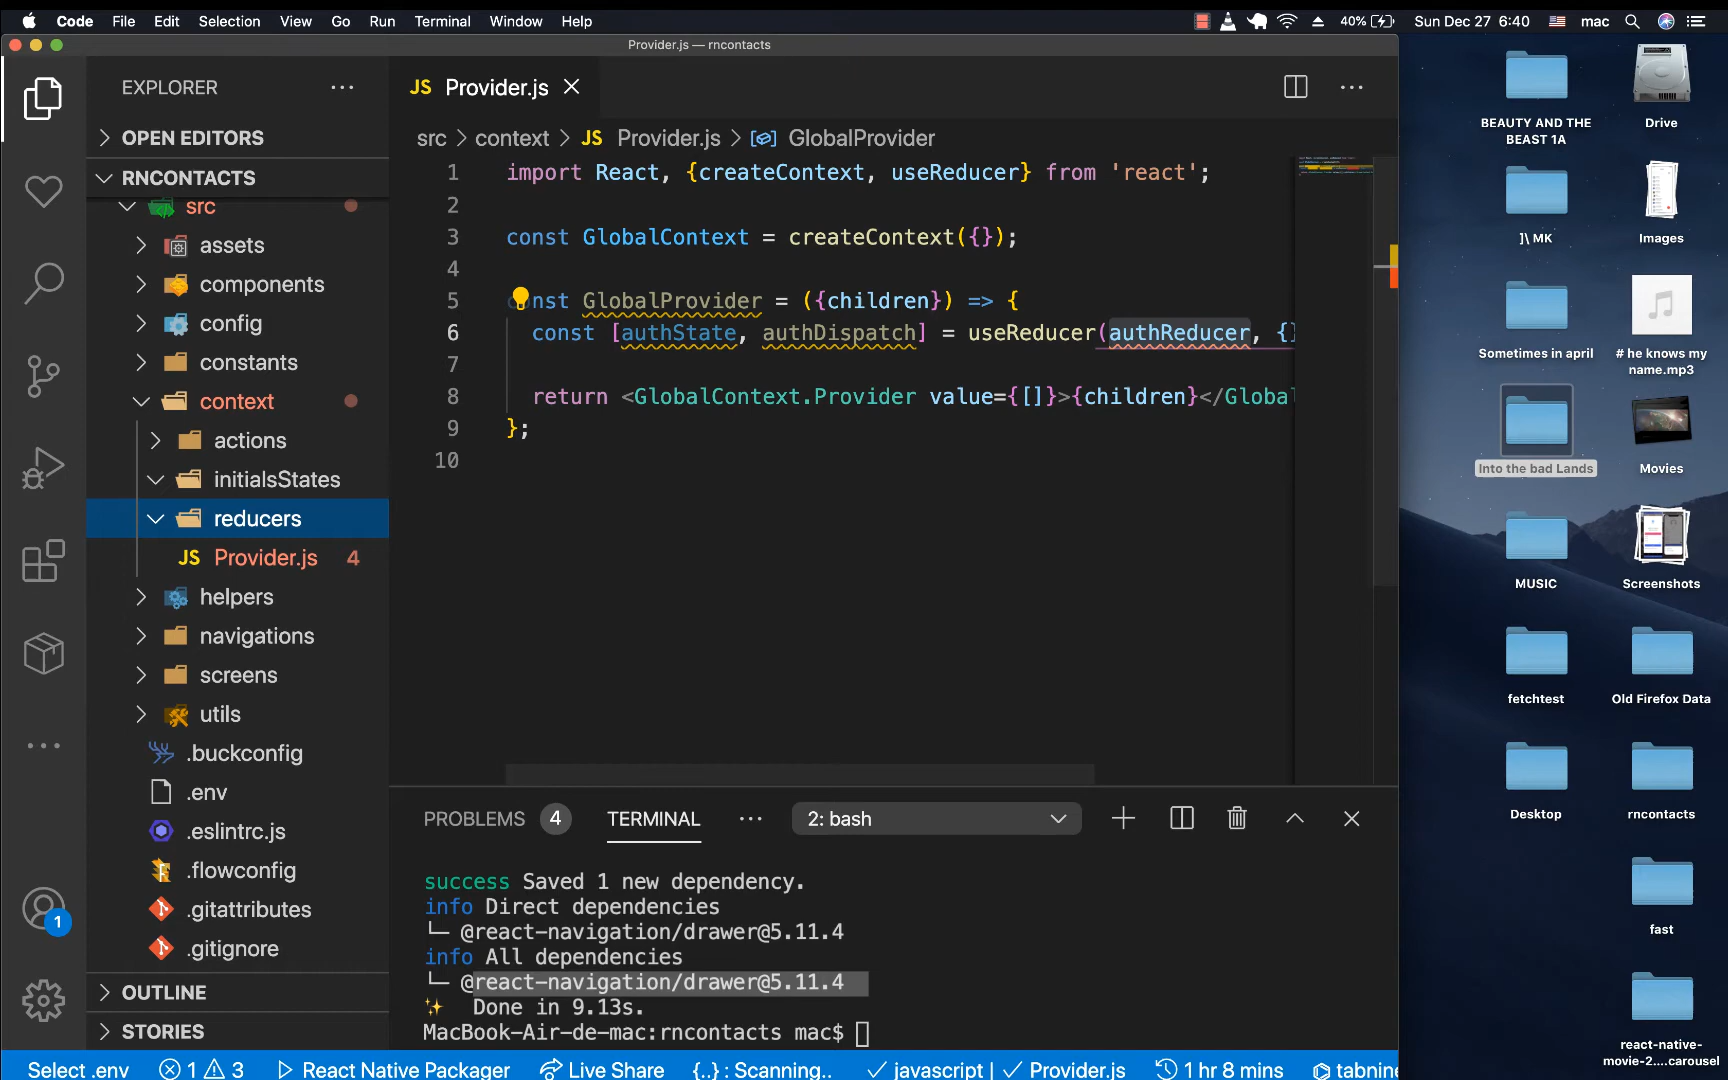 Code File Edit Selection View Go Run Terminal Window Help
40% Sun Dec 27 6:40 mac
Provider.js — rncontacts
EXPLORER
OPEN EDITORS
RNCONTACTS
src
assets
components
config
constants
context
actions
initialsStates
reducers
JS Provider.js 4
helpers
navigations
screens
utils
.buckconfig
.env
.eslintrc.js
.flowconfig
.gitattributes
.gitignore
OUTLINE
STORIES
1
JS Provider.js
src > context > JS Provider.js > GlobalProvider
1 import React, {createContext, useReducer} from 'react';
2
3 const GlobalContext = createContext({});
4
5 const GlobalProvider = ({children}) => {
6 const [authState, authDispatch] = useReducer(authReducer, {}
7
8 return <GlobalContext.Provider value={[]}>{children}</Globa
9 };
10
PROBLEMS 4 TERMINAL 2: bash
success Saved 1 new dependency.
info Direct dependencies
└─ @react-navigation/drawer@5.11.4
info All dependencies
└─ @react-navigation/drawer@5.11.4
✨ Done in 9.13s.
MacBook-Air-de-mac:rncontacts mac$
Select .env 1 3 React Native Packager Live Share {..} : Scanning.. ✓ javascript | ✓ Provider.js 1 hr 8 mins tabnine
BEAUTY AND THE
BEAST 1A
Drive
]\ MK
Images
Sometimes in april
# he knows my
name.mp3
Into the bad Lands
Movies
MUSIC
Screenshots
fetchtest
Old Firefox Data
Desktop
rncontacts
fast
react-native-
movie-2....carousel